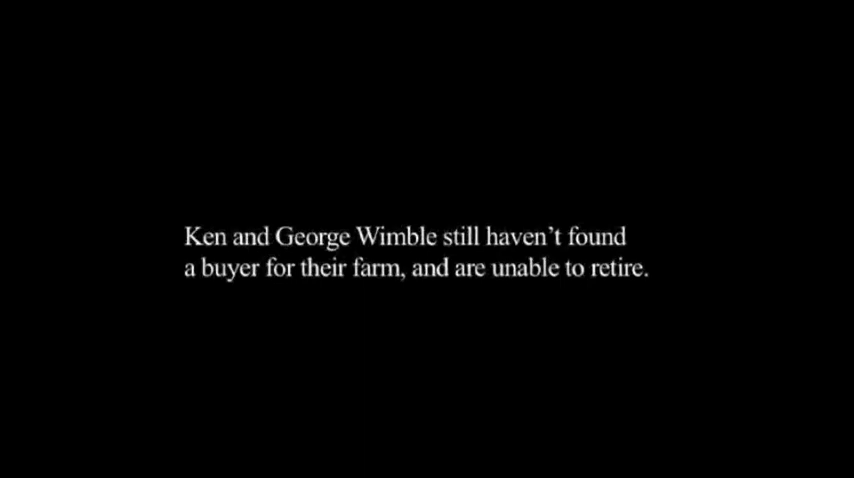 Ken and George Wimble still haven’t found
a buyer for their farm, and are unable to retire.